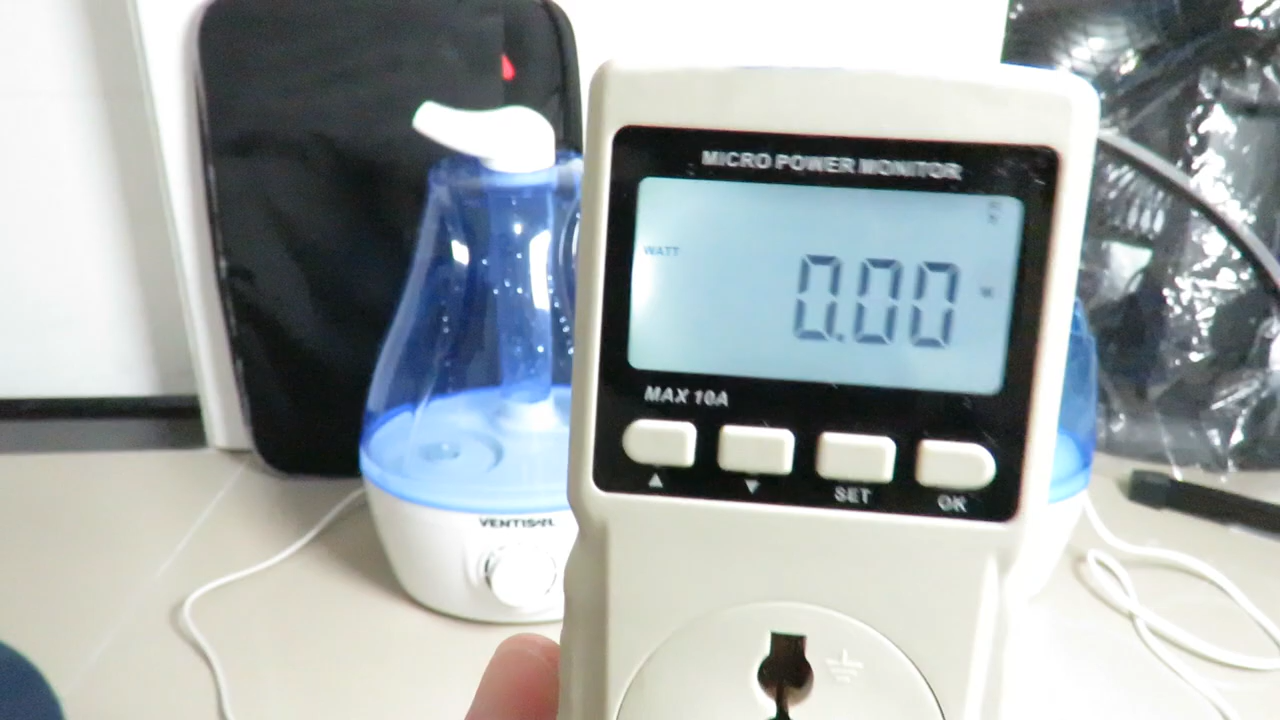 MICRO POWER MONITOR
WATT
0.00
W
MAX 10A
SET
OK
VENTISOL